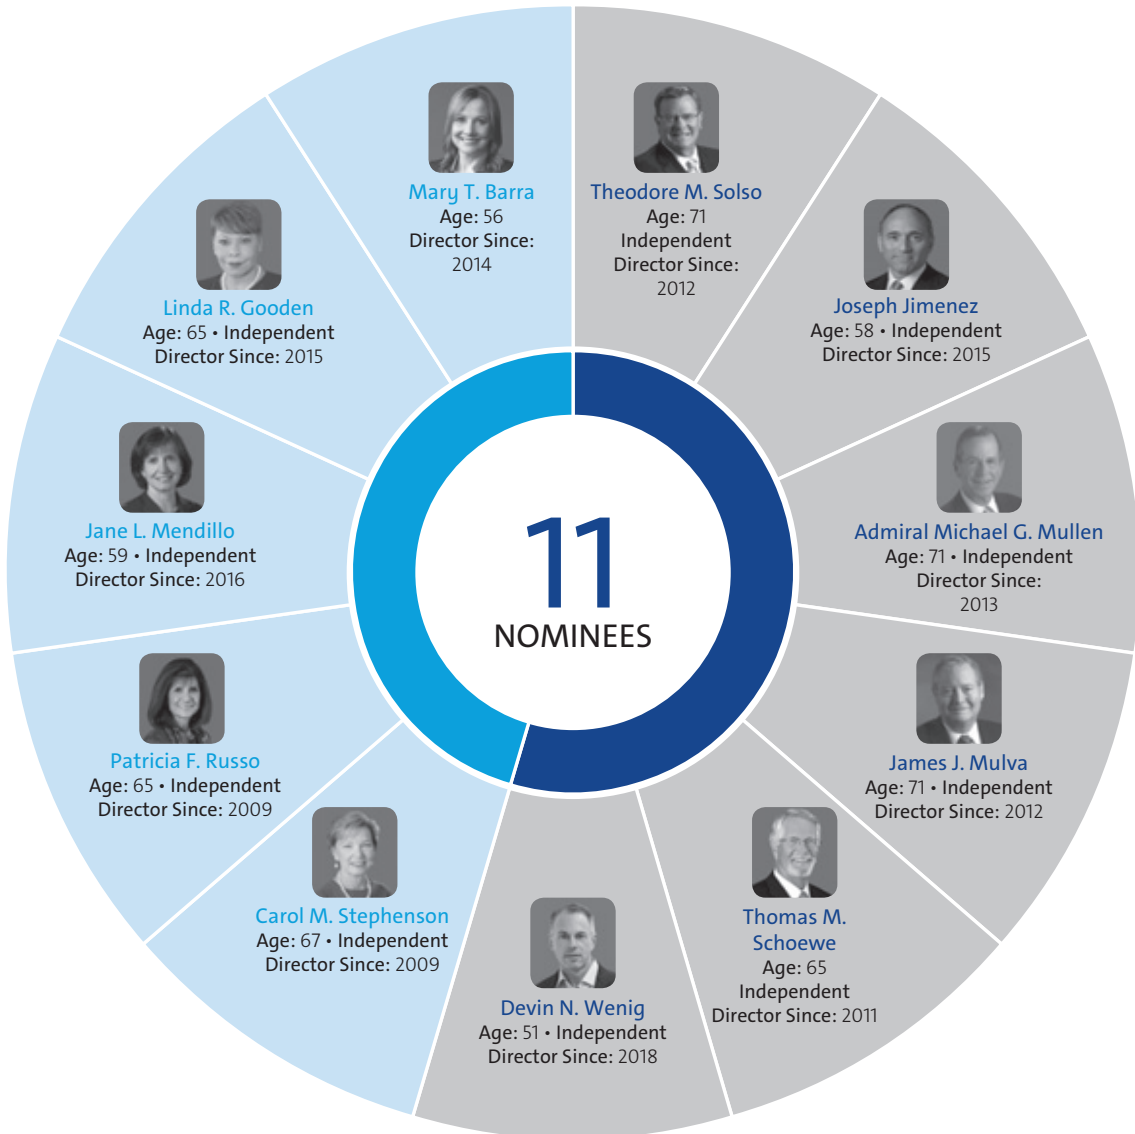 Mary T. Barra
Age: 56
Director Since:
2014
Theodore M. Solso
Age: 71
Independent
Director Since:
2012
Joseph Jimenez
Age: 58 • Independent
Director Since: 2015
Admiral Michael G. Mullen
Age: 71 • Independent
Director Since:
2013
James J. Mulva
Age: 71 • Independent
Director Since: 2012
Thomas M.
Schoewe
Age: 65
Independent
Director Since: 2011
Devin N. Wenig
Age: 51 • Independent
Director Since: 2018
Carol M. Stephenson
Age: 67 • Independent
Director Since: 2009
Patricia F. Russo
Age: 65 • Independent
Director Since: 2009
Jane L. Mendillo
Age: 59 • Independent
Director Since: 2016
Linda R. Gooden
Age: 65 • Independent
Director Since: 2015
11
NOMINEES